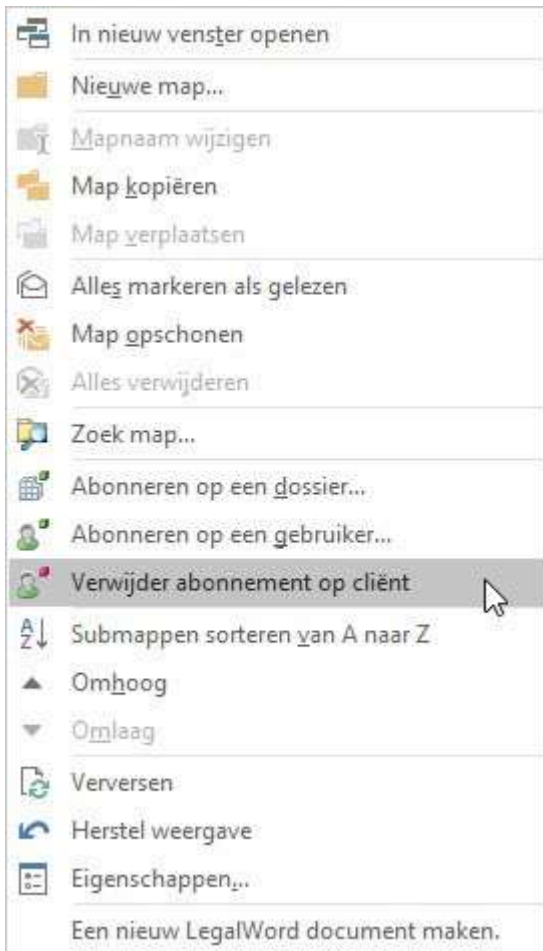 In nieuw venster openen
Nieuwe map...
Mapnaam wijzigen
Map kopiëren
Map verplaatsen
Alles markeren als gelezen
Map opschonen
Alles verwijderen
Zoek map...
Abonneren op een dossier...
Abonneren op een gebruiker...
Verwijder abonnement op cliënt
Submappen sorteren van A naar Z
Omhoog
Omlaag
Verversen
Herstel weergave
Eigenschappen...
Een nieuw LegalWord document maken.